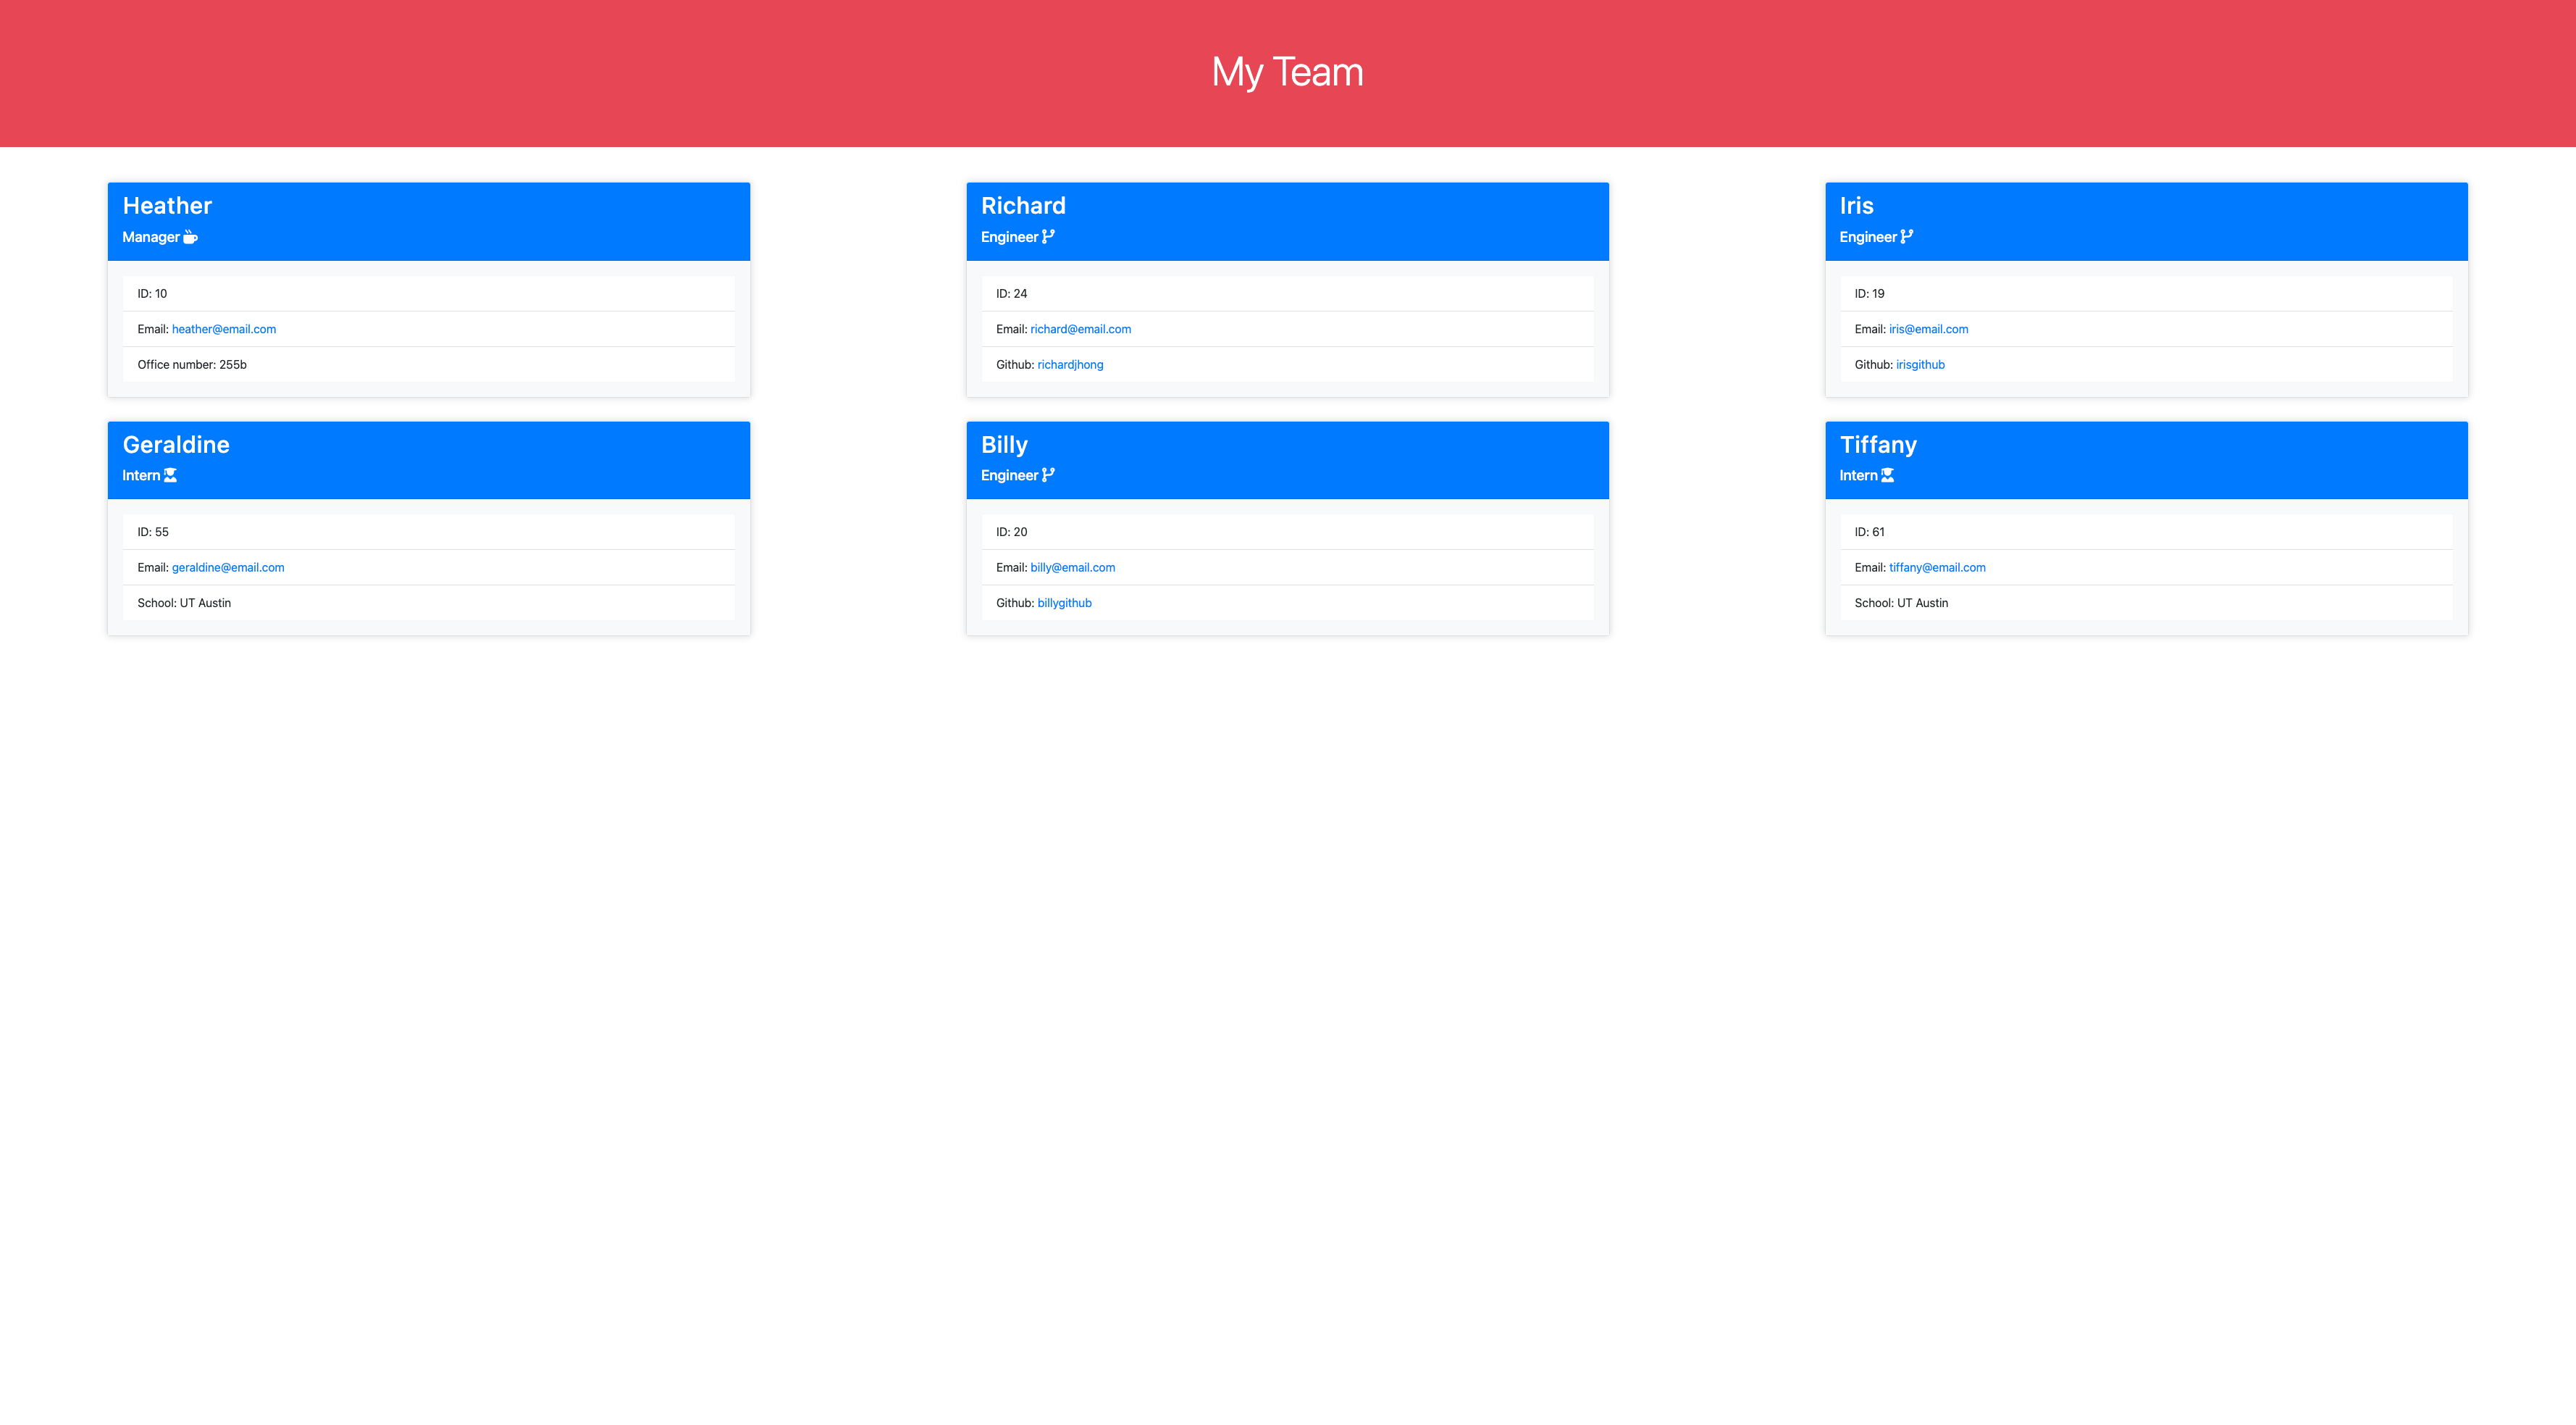 My Team
Heather
Manager
ID: 10
Email: heather@email.com
Office number: 255b
Richard
Engineer
ID: 24
Email: richard@email.com
Github: richardjhong
Iris
Engineer
ID: 19
Email: iris@email.com
Github: irisgithub
Geraldine
Intern
ID: 55
Email: geraldine@email.com
School: UT Austin
Billy
Engineer
ID: 20
Email: billy@email.com
Github: billygithub
Tiffany
Intern
ID: 61
Email: tiffany@email.com
School: UT Austin